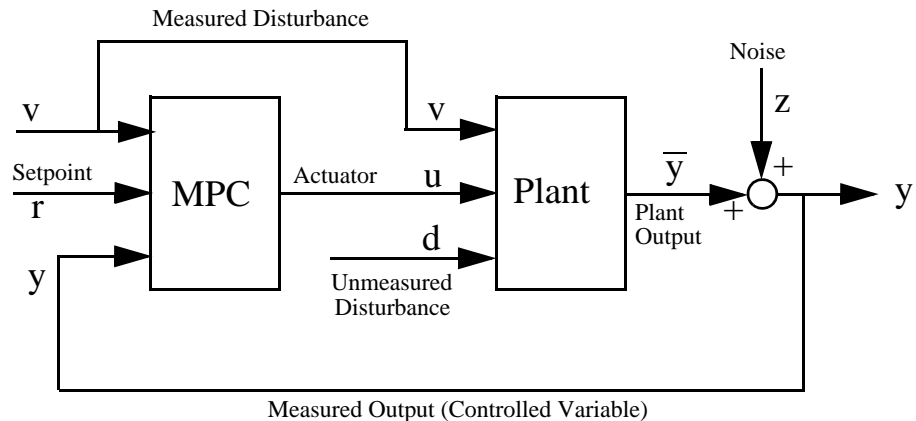 Measured Disturbance
Noise
v
v
z
+
Setpoint
r
MPC
Actuator
u
Plant
y̅
+
Plant
Output
y
d
Unmeasured
Disturbance
y
Measured Output (Controlled Variable)